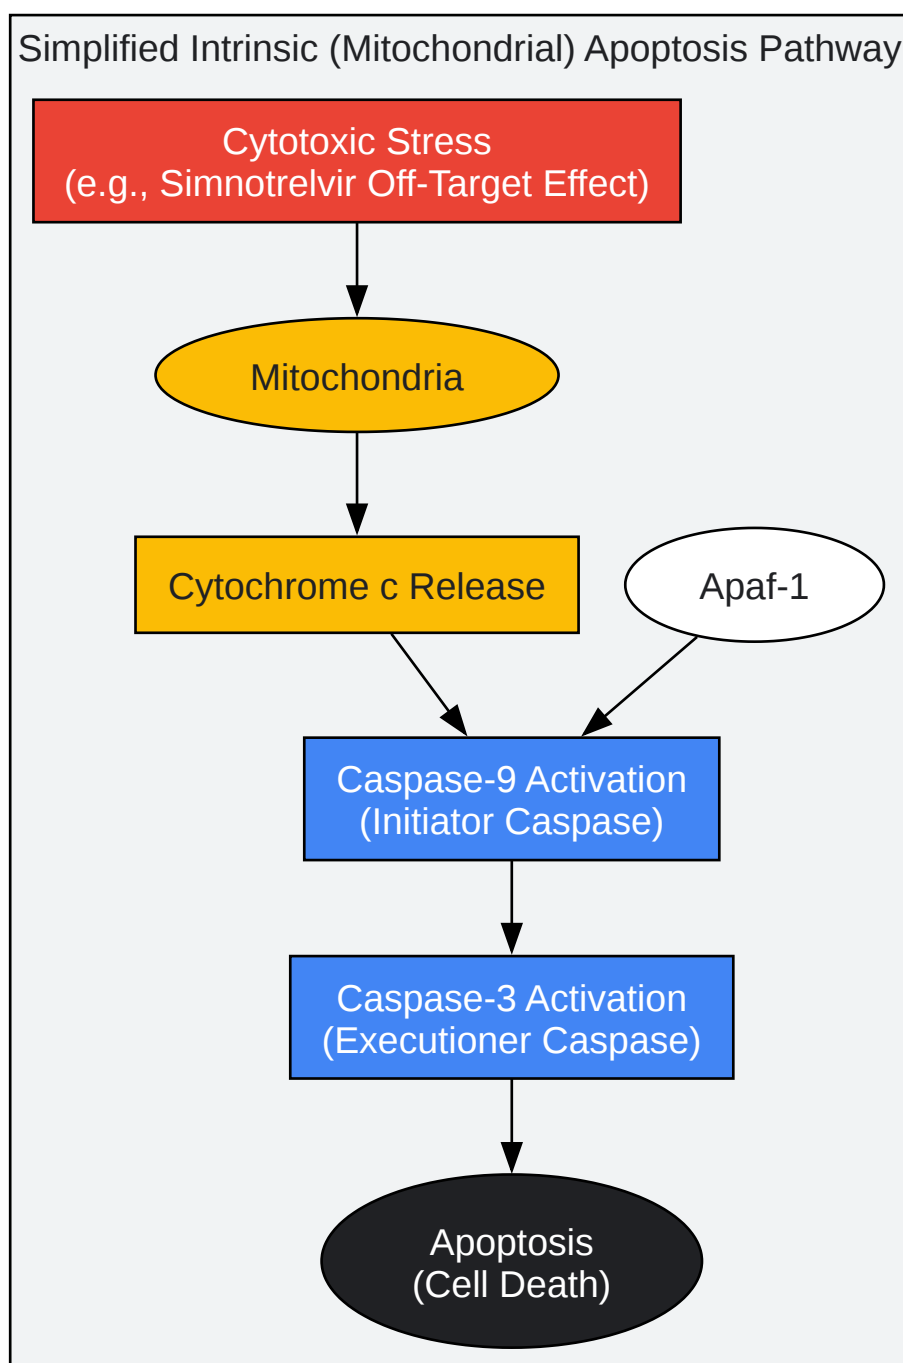 Simplified Intrinsic (Mitochondrial) Apoptosis Pathway
Cytotoxic Stress
(e.g., Simnotrelvir Off-Target Effect)
Mitochondria
Cytochrome c Release
Apaf-1
Caspase-9 Activation
(Initiator Caspase)
Caspase-3 Activation
(Executioner Caspase)
Apoptosis
(Cell Death)